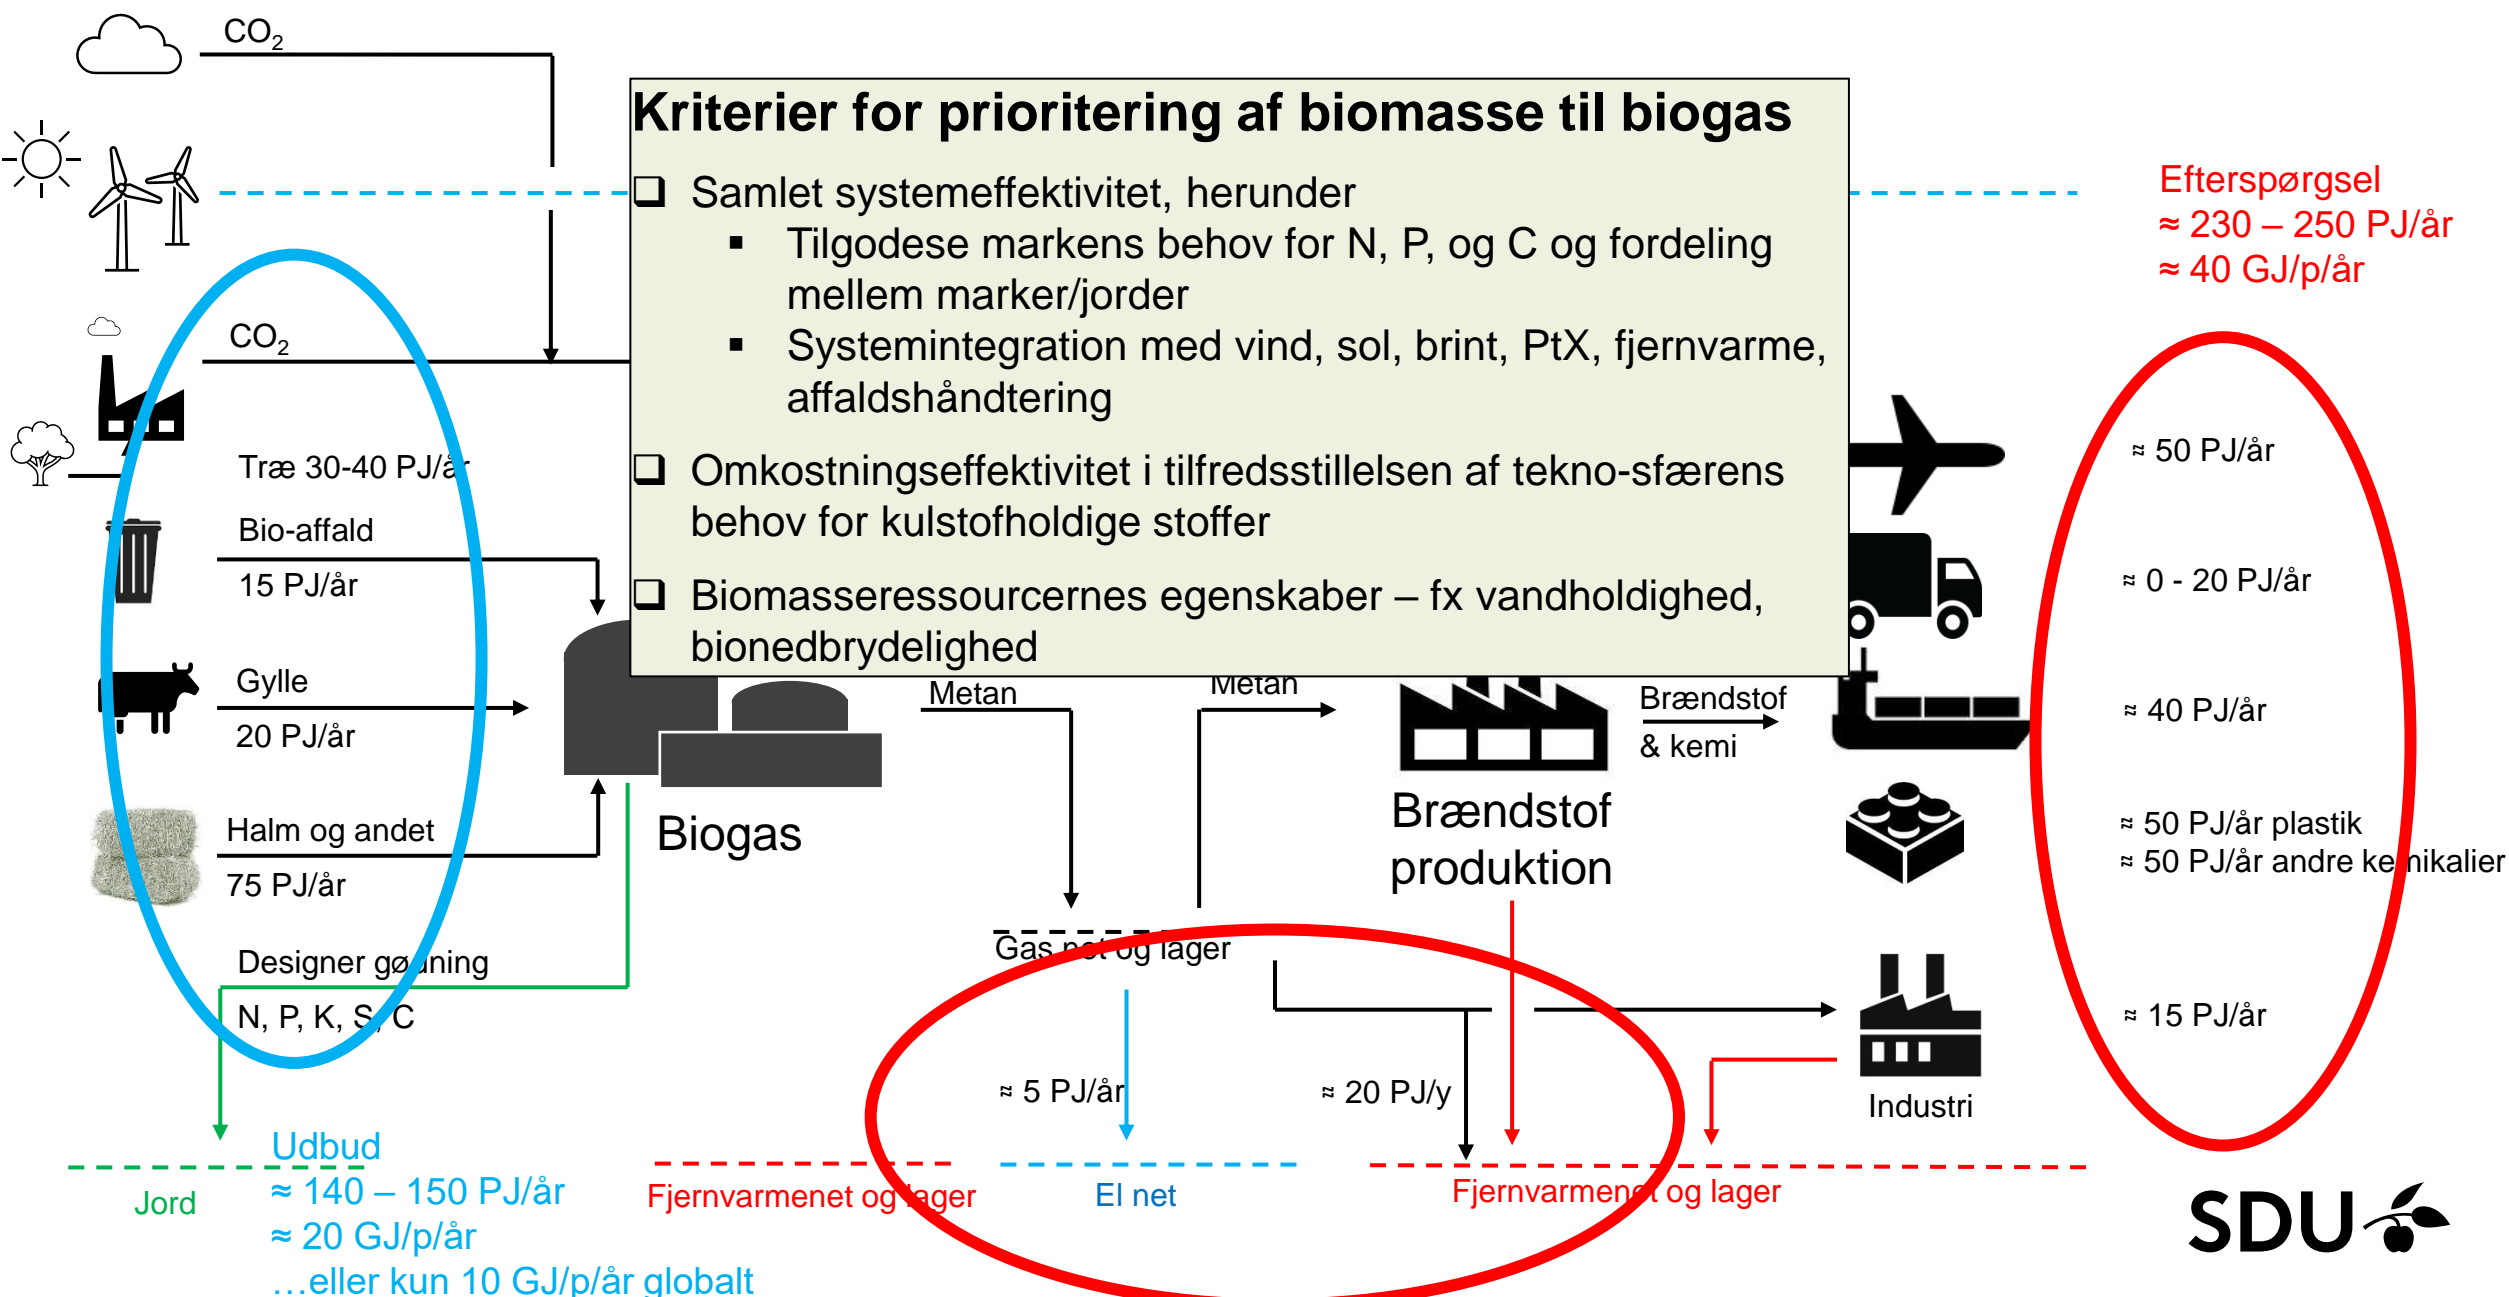 CO2
Kriterier for prioritering af biomasse til biogas
❑ Samlet systemeffektivitet, herunder
▪ Tilgodese markens behov for N, P, og C og fordeling
mellem marker/jorder
▪ Systemintegration med vind, sol, brint, PtX, fjernvarme,
affaldshåndtering
❑ Omkostningseffektivitet i tilfredsstillelsen af tekno-sfærens
behov for kulstofholdige stoffer
❑ Biomasseressourcernes egenskaber – fx vandholdighed,
bionedbrydelighed
Efterspørgsel
≈ 230 – 250 PJ/år
≈ 40 GJ/p/år
CO2
Træ 30-40 PJ/år
Bio-affald
15 PJ/år
Gylle
20 PJ/år
Halm og andet
75 PJ/år
Designer gødning
N, P, K, S, C
Biogas
Metan
Metan
Brændstof
& kemi
Brændstof
produktion
Gas net og lager
≈ 50 PJ/år
≈ 0 - 20 PJ/år
≈ 40 PJ/år
≈ 50 PJ/år plastik
≈ 50 PJ/år andre kemikalier
≈ 15 PJ/år
Industri
≈ 5 PJ/år
≈ 20 PJ/y
Jord
Udbud
≈ 140 – 150 PJ/år
≈ 20 GJ/p/år
…eller kun 10 GJ/p/år globalt
Fjernvarmenet og lager
El net
Fjernvarmenet og lager
SDU